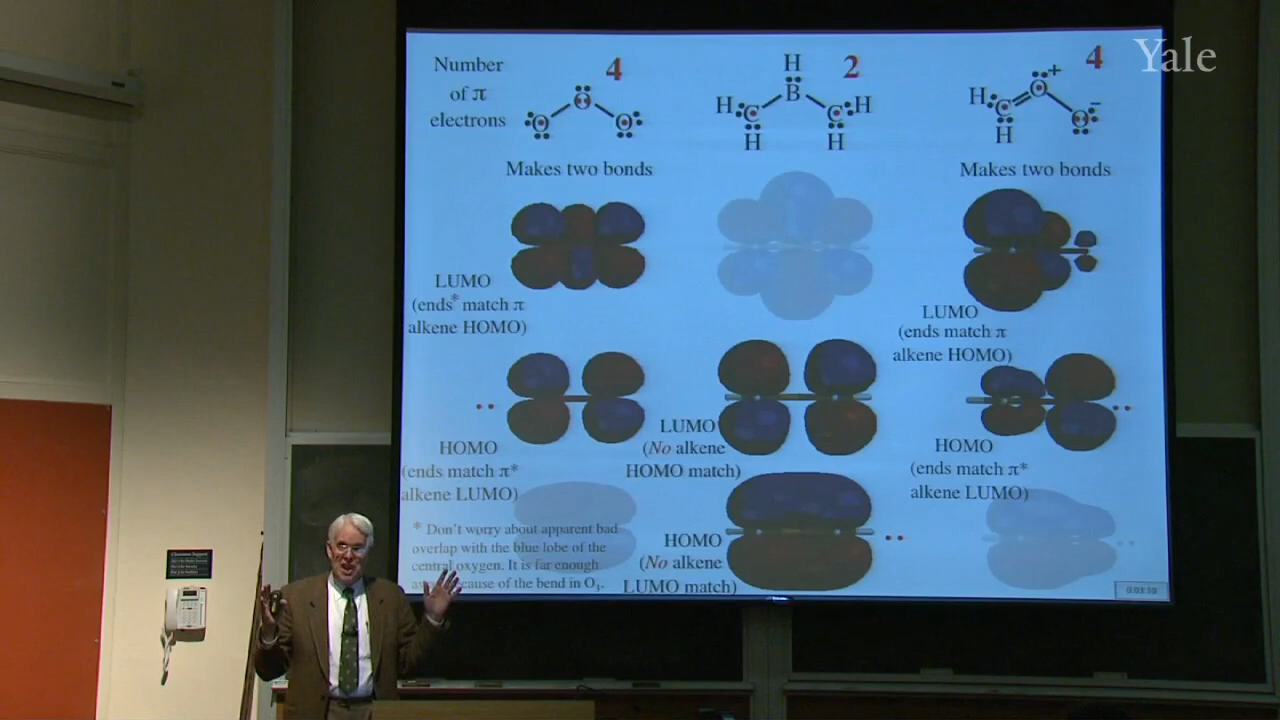 Yale
Number
of π
electrons
4
O
O
O
2
H
B
H
C
C
H
H
H
4
H
C
O
+
O
−
H
Makes two bonds
Makes two bonds
LUMO
(ends* match π
alkene HOMO)
HOMO
(ends match π*
alkene LUMO)
* Don't worry about apparent bad
overlap with the blue lobe of the
central oxygen. It is far enough
because of the bend in O₃.
LUMO
(No alkene
HOMO match)
HOMO
(No alkene
LUMO match)
LUMO
(ends match π
alkene HOMO)
HOMO
(ends match π*
alkene LUMO)